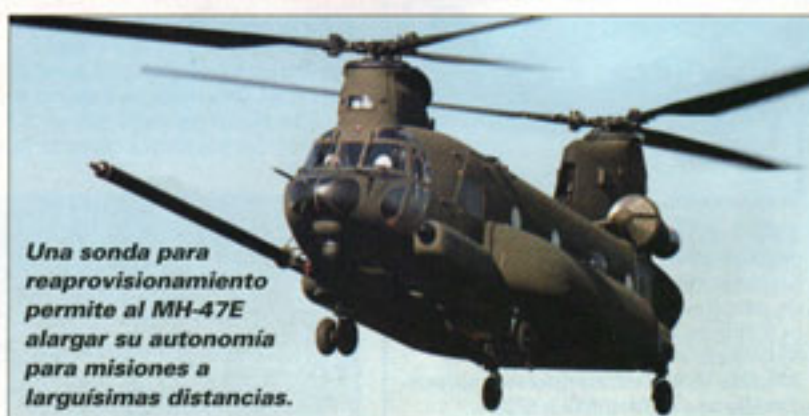 Una sonda para
reaprovisionamiento
permite al MH-47E
alargar su autonomía
para misiones a
larguísimas distancias.